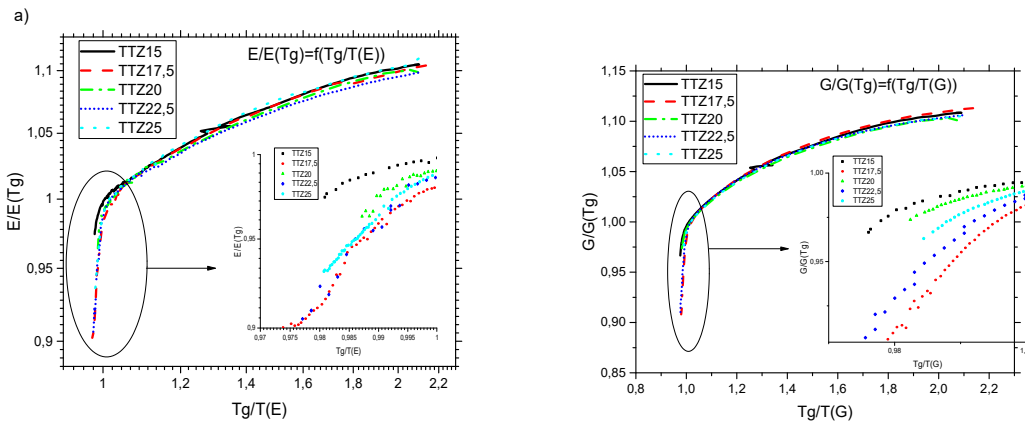 a)
E/E(Tg)=f(Tg/T(E))
TTZ15
TTZ17,5
TTZ20
TTZ22,5
TTZ25
1,1
1,05
1
0,95
0,9
E/E(Tg)
1
1,2
1,4
1,6
1,8
2
2,2
Tg/T(E)
TTZ15
TTZ17,5
TTZ20
TTZ22,5
TTZ25
1
0,95
0,9
E/E(Tg)
0,97
0,975
0,98
0,985
0,99
0,995
1
Tg/T(E)
G/G(Tg)=f(Tg/T(G))
TTZ15
TTZ17,5
TTZ20
TTZ22,5
TTZ25
1,15
1,10
1,05
1,00
0,95
0,90
0,85
G/G(Tg)
0,8
1,0
1,2
1,4
1,6
1,8
2,0
2,2
Tg/T(G)
TTZ15
TTZ17,5
TTZ20
TTZ22,5
TTZ25
1,00
0,95
G/G(Tg)
0,98
Tg/T(G)